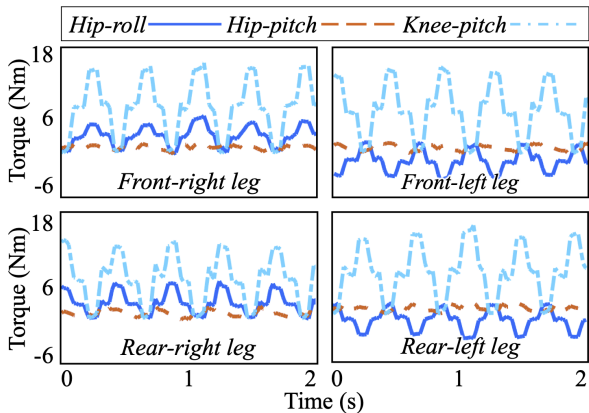 Hip-roll Hip-pitch Knee-pitch
Torque (Nm)
18
6
-6
Front-right leg
Front-left leg
Torque (Nm)
18
6
-6
Rear-right leg
Rear-left leg
0 1 2 0 1 2
Time (s)